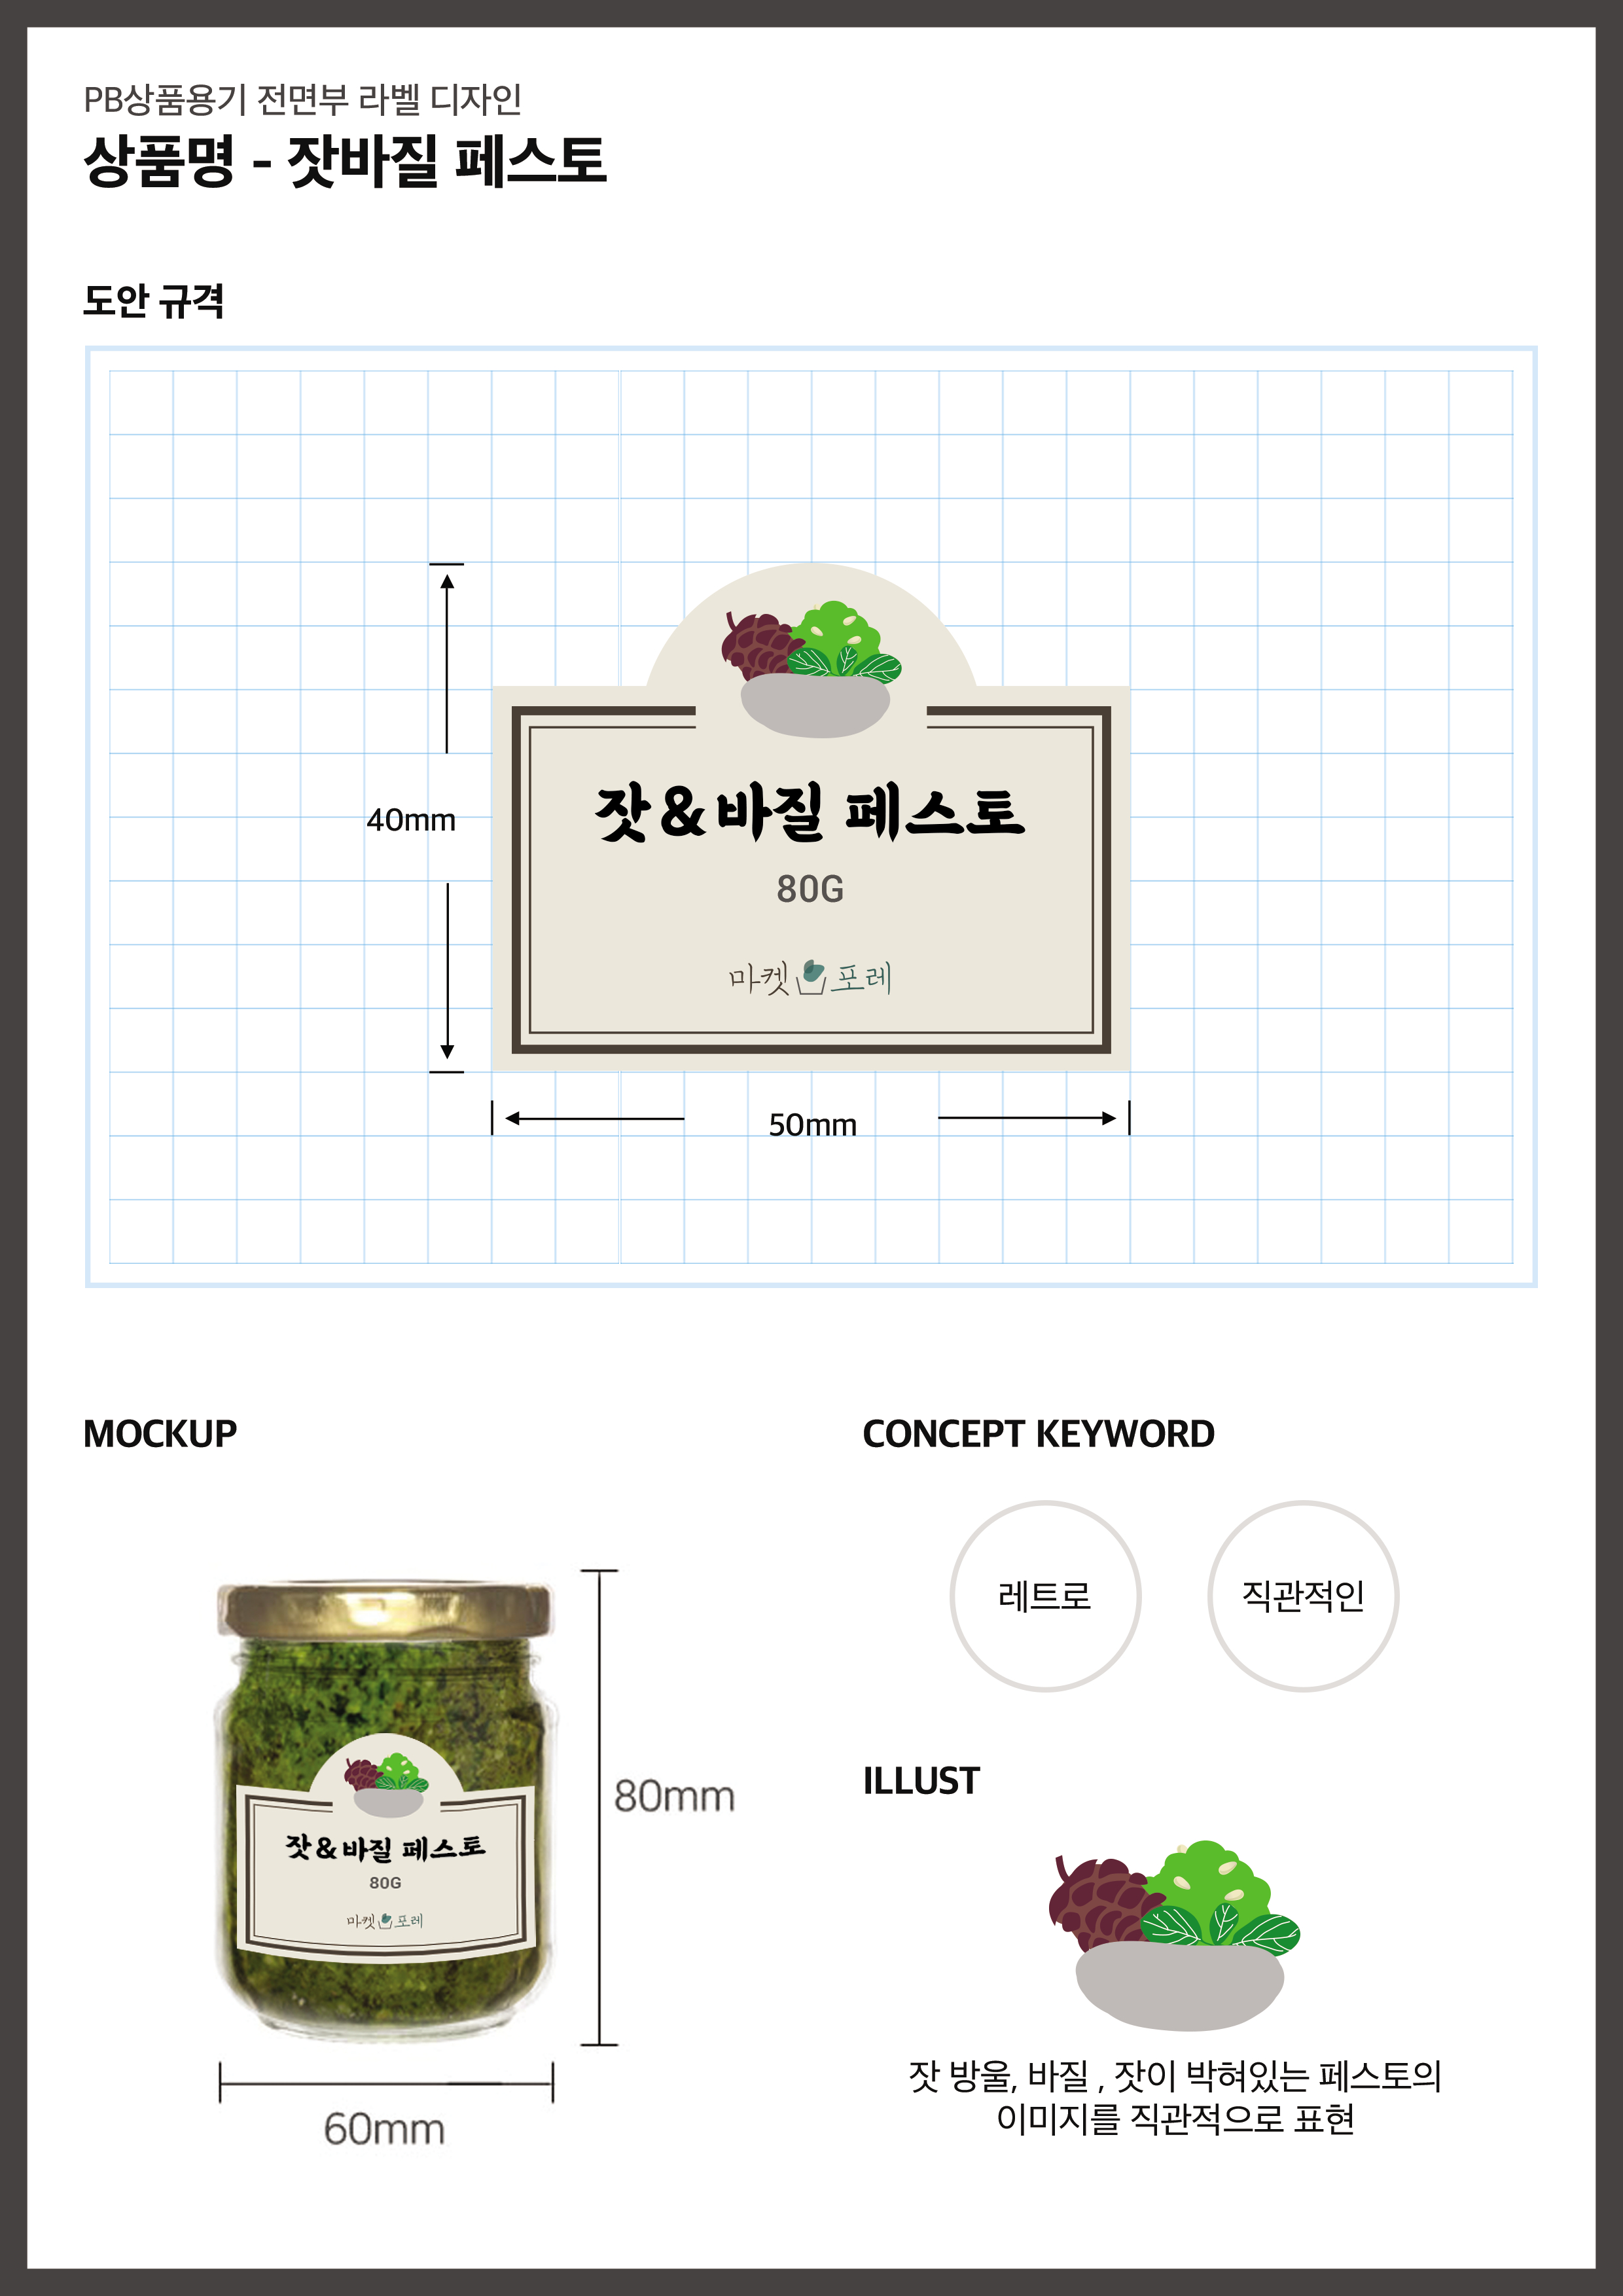 PB상품용기 전면부 라벨 디자인
상품명 - 잣바질 페스토
도안 규격
40mm
잣&바질 페스토
80G
마켓 포레
50mm
MOCKUP
잣&바질 페스토
80G
마켓 포레
80mm
60mm
CONCEPT KEYWORD
레트로
직관적인
ILLUST
잣 방울, 바질 , 잣이 박혀있는 페스토의
이미지를 직관적으로 표현